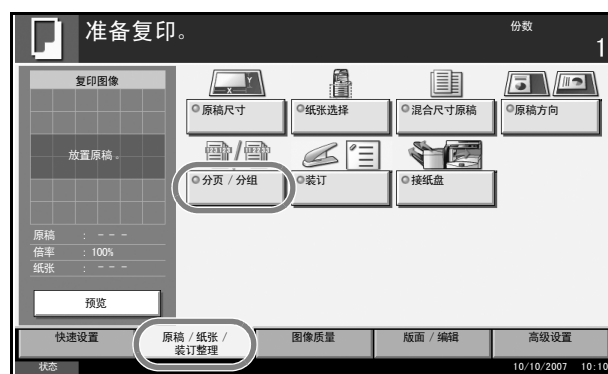 准备复印。
份数
1
复印图像
放置原稿。
原稿 : - - -
倍率 : 100%
纸张 : - - -
预览
原稿尺寸
纸张选择
混合尺寸原稿
原稿方向
分页 / 分组
装订
接纸盘
快速设置
原稿 / 纸张 /
装订整理
图像质量
版面 / 编辑
高级设置
状态
10/10/2007 10:10